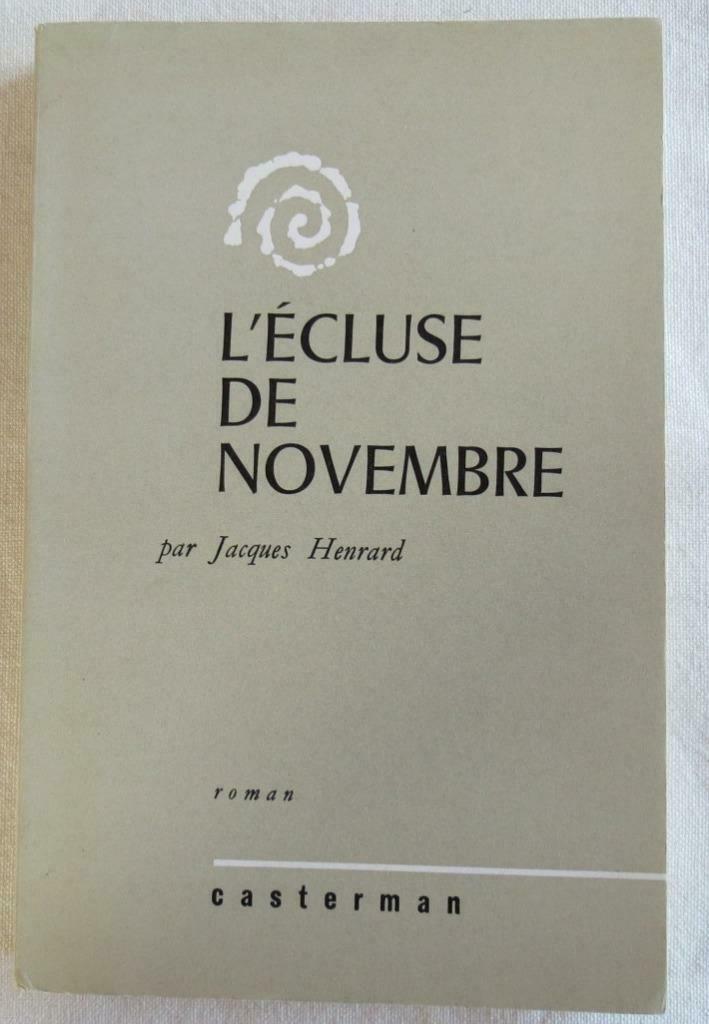 L'ÉCLUSE
DE
NOVEMBRE
par Jacques Henrard
roman
casterman